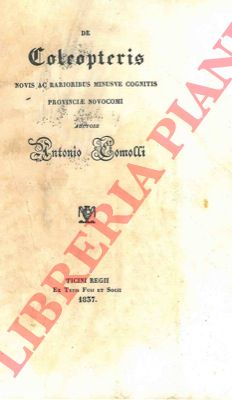 DE
Coleopteris
NOVIS AC RARIORIBUS MINUSVE COGNITIS
PROVINCIÆ NOVOCOMI
AUCTORE
Antonio Comolli
TICINI REGII
EX TYPIS FUSI ET SOCII
1837.
LIBRERIA PIANI